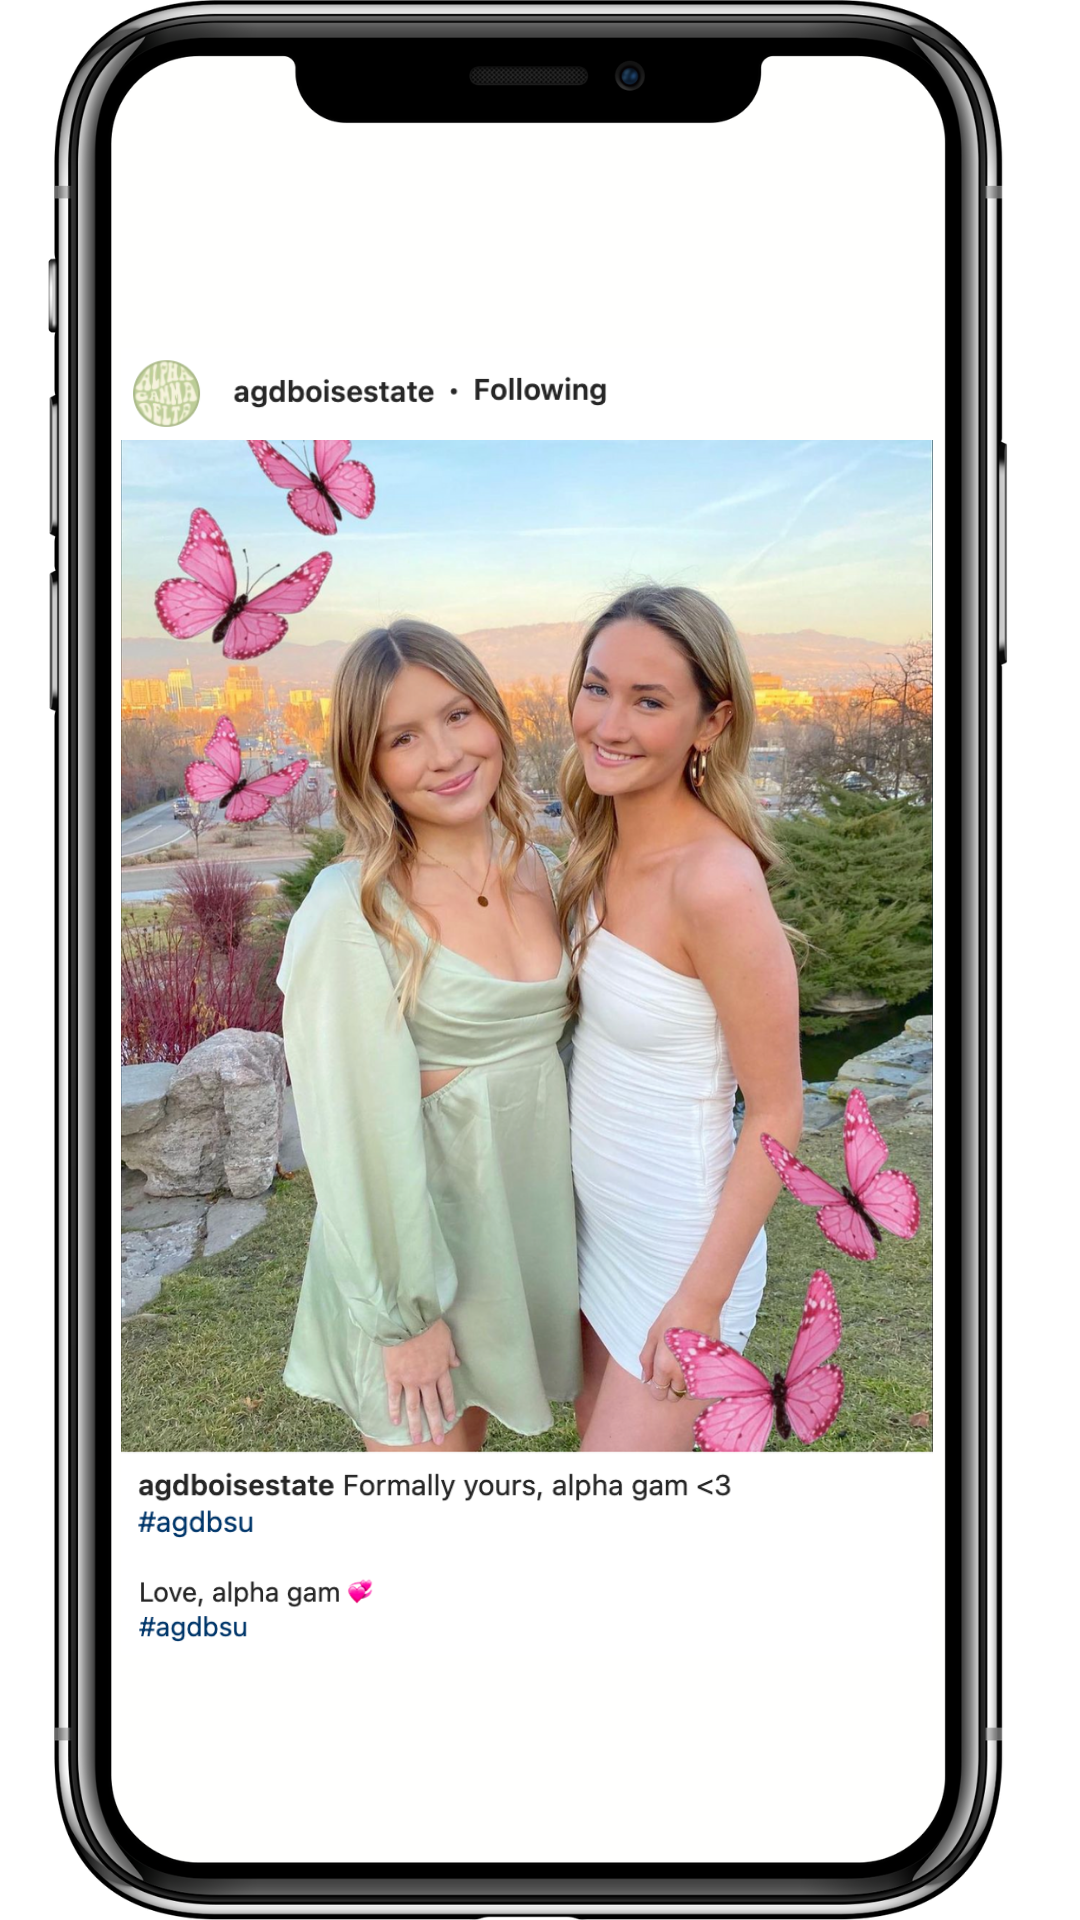 ALPHA
GAMMA
DELTA
agdboisestate • Following
agdboisestate Formally yours, alpha gam <3
#agdbsu
Love, alpha gam 💞
#agdbsu